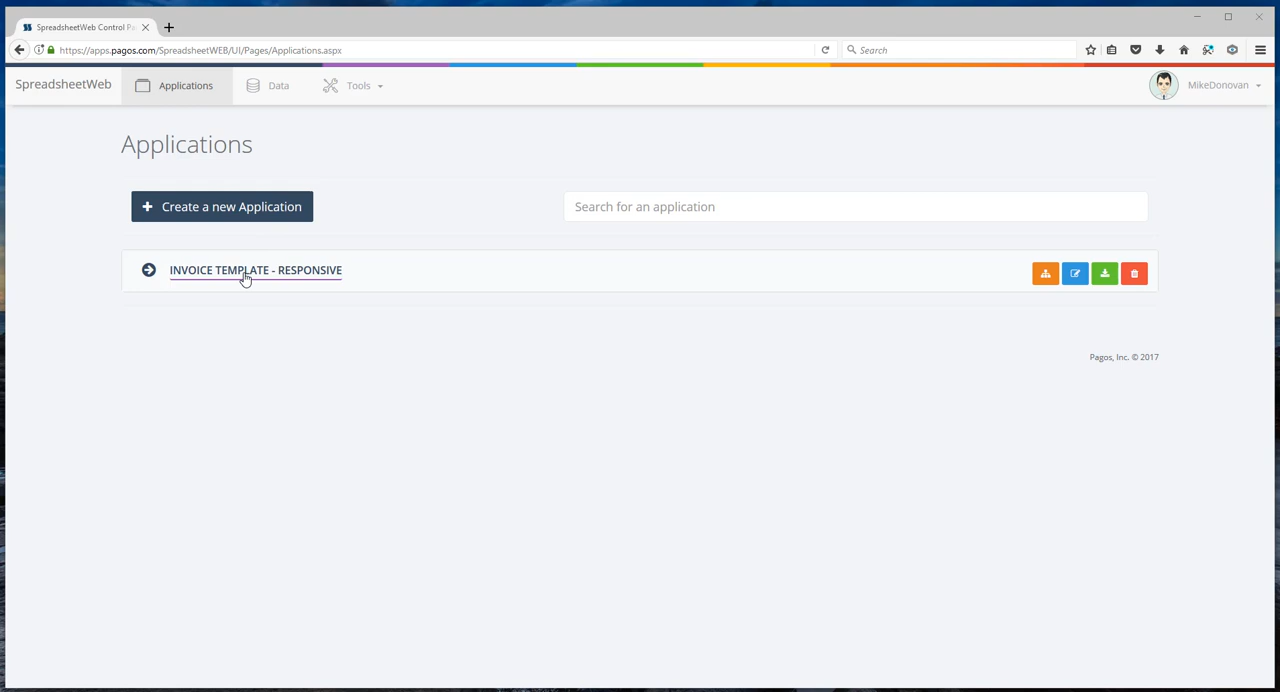 SpreadsheetWeb Control Pa
https://apps.pagos.com/SpreadsheetWEB/UI/Pages/Applications.aspx
Search
SpreadsheetWeb
Applications
Data
Tools
MikeDonovan
Applications
+ Create a new Application
Search for an application
INVOICE TEMPLATE - RESPONSIVE
Pagos, Inc. © 2017